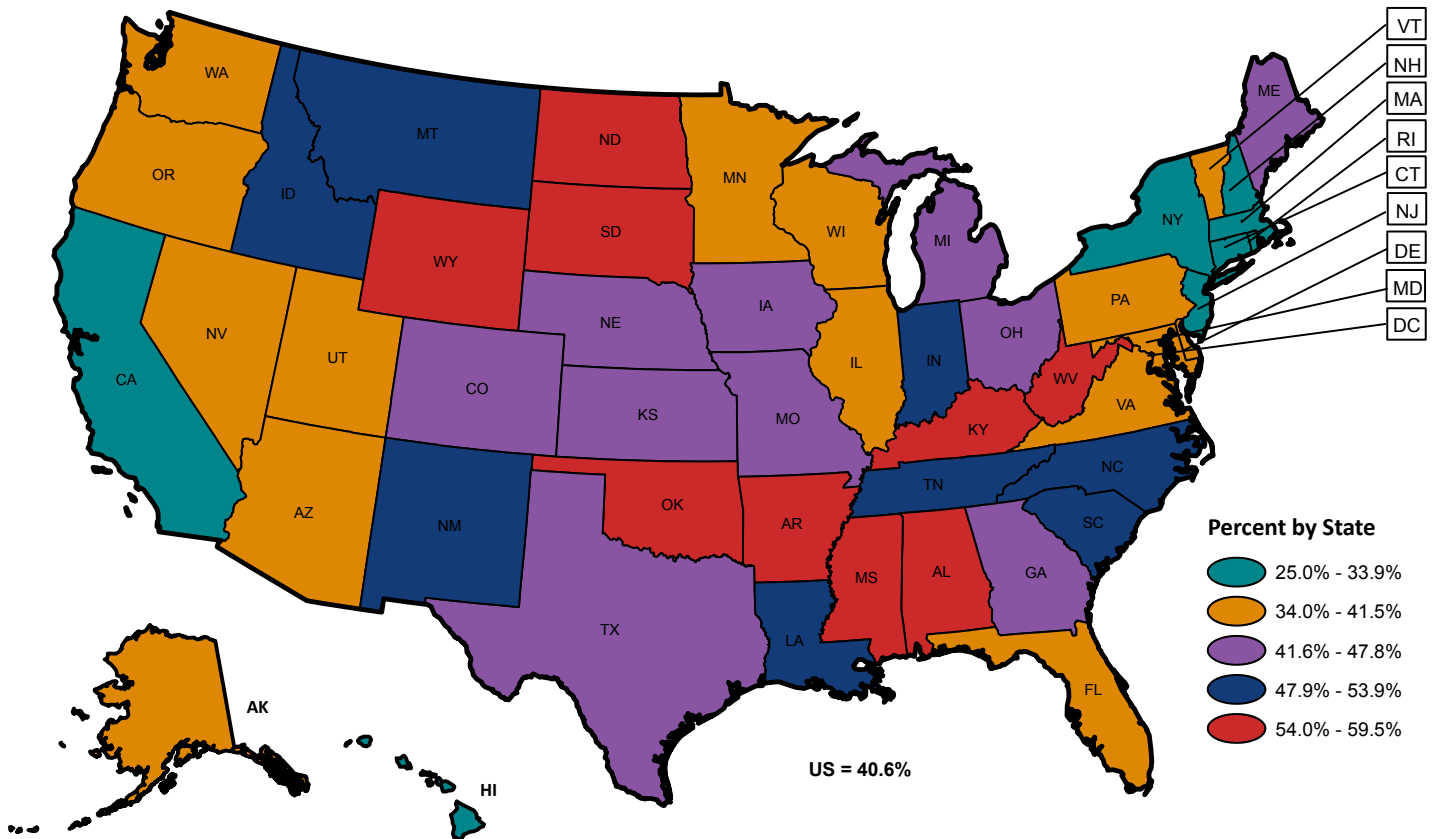 VT
NH
MA
RI
CT
NJ
DE
MD
DC
WA
MT
ND
MN
ME
OR
ID
SD
WI
MI
NY
WY
NV
UT
CO
NE
IA
IL
IN
OH
PA
CA
KS
MO
KY
WV
VA
AZ
NM
OK
AR
TN
NC
SC
MS
AL
GA
TX
LA
FL
AK
HI
US = 40.6%
Percent by State
25.0% - 33.9%
34.0% - 41.5%
41.6% - 47.8%
47.9% - 53.9%
54.0% - 59.5%